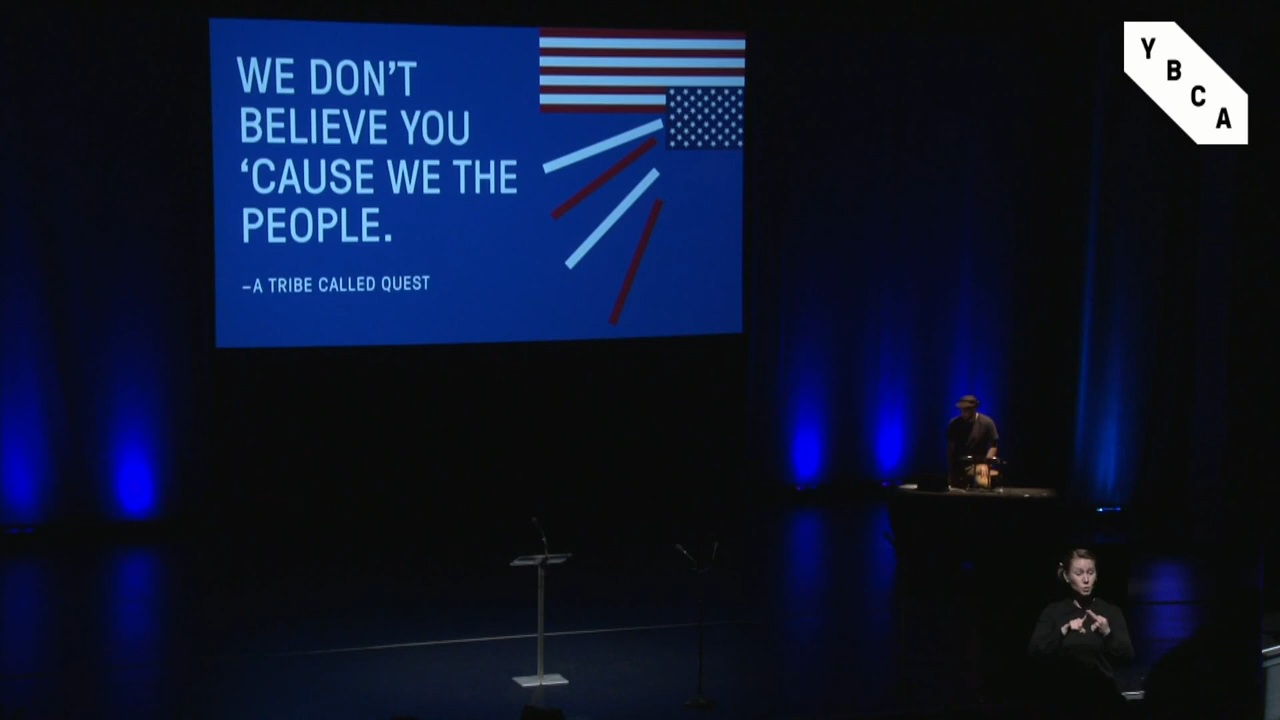 WE DON'T
BELIEVE YOU
‘CAUSE WE THE
PEOPLE.
–A TRIBE CALLED QUEST
Y
B
C
A